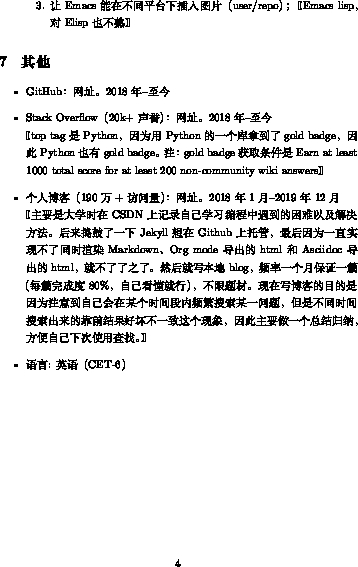 3. 让 Emacs 能在不同平台下插入图片（user/repo）；〖Emacs lisp，
对 Elisp 也不熟〗
7 其他
• GitHub：网址。2018 年–至今
• Stack Overflow（20k+ 声誉）：网址。2018 年–至今
〖top tag 是 Python，因为用 Python 的一个库拿到了 gold badge，因
此 Python 也有 gold badge。注：gold badge 获取条件是 Earn at least
1000 total score for at least 200 non-community wiki answers〗
• 个人博客（190 万 + 访问量）：网址。2018 年 1 月–2019 年 12 月
〖主要是大学时在 CSDN 上记录自己学习编程中遇到的困难以及解决
方法。后来捣鼓了一下 Jekyll 想在 Github 上托管，最后因为一直实
现不了同时渲染 Markdown、Org mode 导出的 html 和 Asciidoc 导
出的 html，就不了了之了。然后就写本地 blog，频率一个月保证一篇
(每篇完成度 80%，自己看懂就行)，不限题材。现在写博客的目的是
因为注意到自己会在某个时间段内频繁搜索某一问题，但是不同时间
搜索出来的靠前结果好坏不一致这个现象，因此主要做一个总结归纳，
方便自己下次使用查找。〗
• 语言: 英语（CET-6）
4